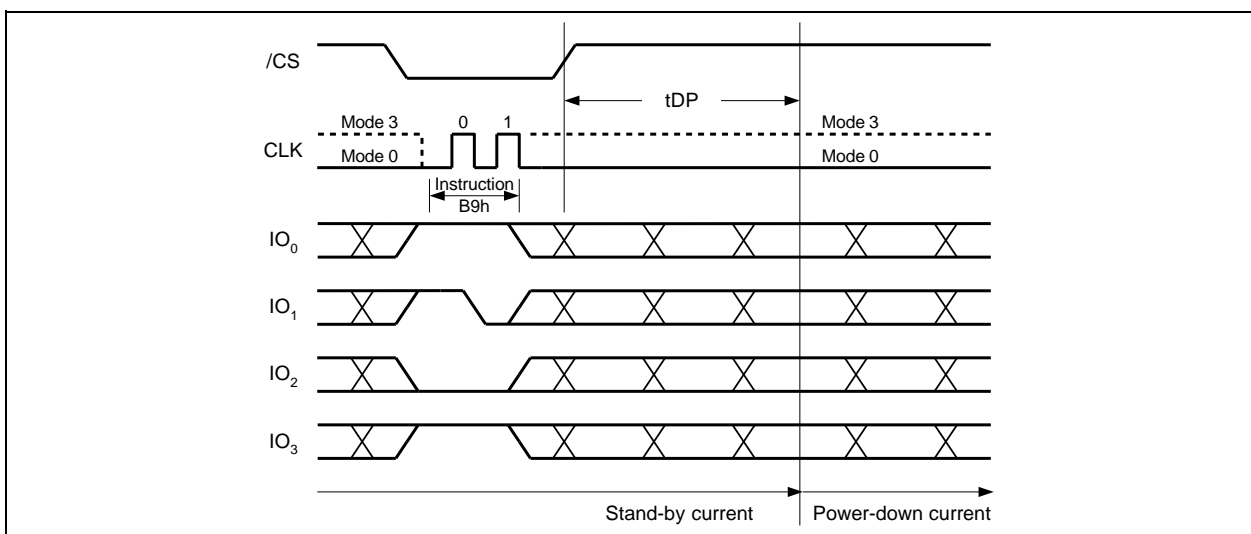 /CS
tDP
Mode 3 0 1 Mode 3
CLK
Mode 0 Mode 0
Instruction
B9h
IO0
IO1
IO2
IO3
Stand-by current Power-down current